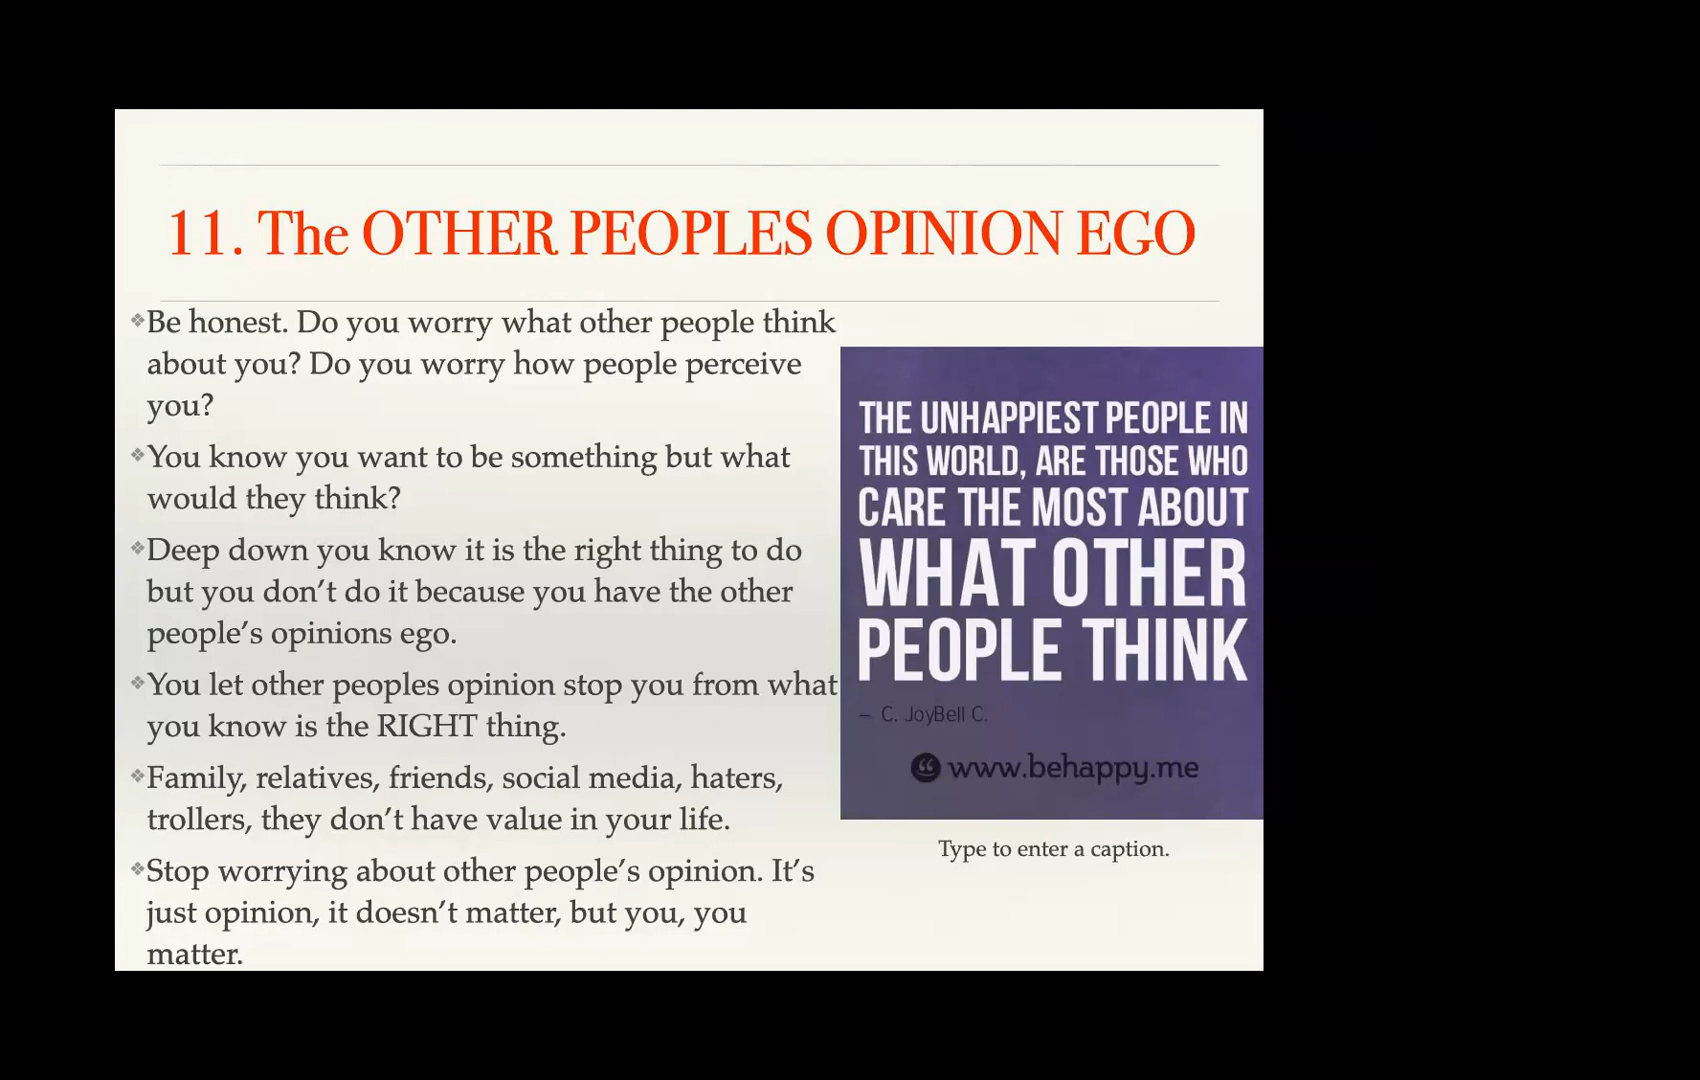 11. The OTHER PEOPLES OPINION EGO
❖Be honest. Do you worry what other people think
about you? Do you worry how people perceive
you?
❖You know you want to be something but what
would they think?
❖Deep down you know it is the right thing to do
but you don’t do it because you have the other
people’s opinions ego.
❖You let other peoples opinion stop you from what
you know is the RIGHT thing.
❖Family, relatives, friends, social media, haters,
trollers, they don’t have value in your life.
❖Stop worrying about other people’s opinion. It’s
just opinion, it doesn’t matter, but you, you
matter.
THE UNHAPPIEST PEOPLE IN
THIS WORLD, ARE THOSE WHO
CARE THE MOST ABOUT
WHAT OTHER
PEOPLE THINK
– C. JoyBell C.
www.behappy.me
Type to enter a caption.